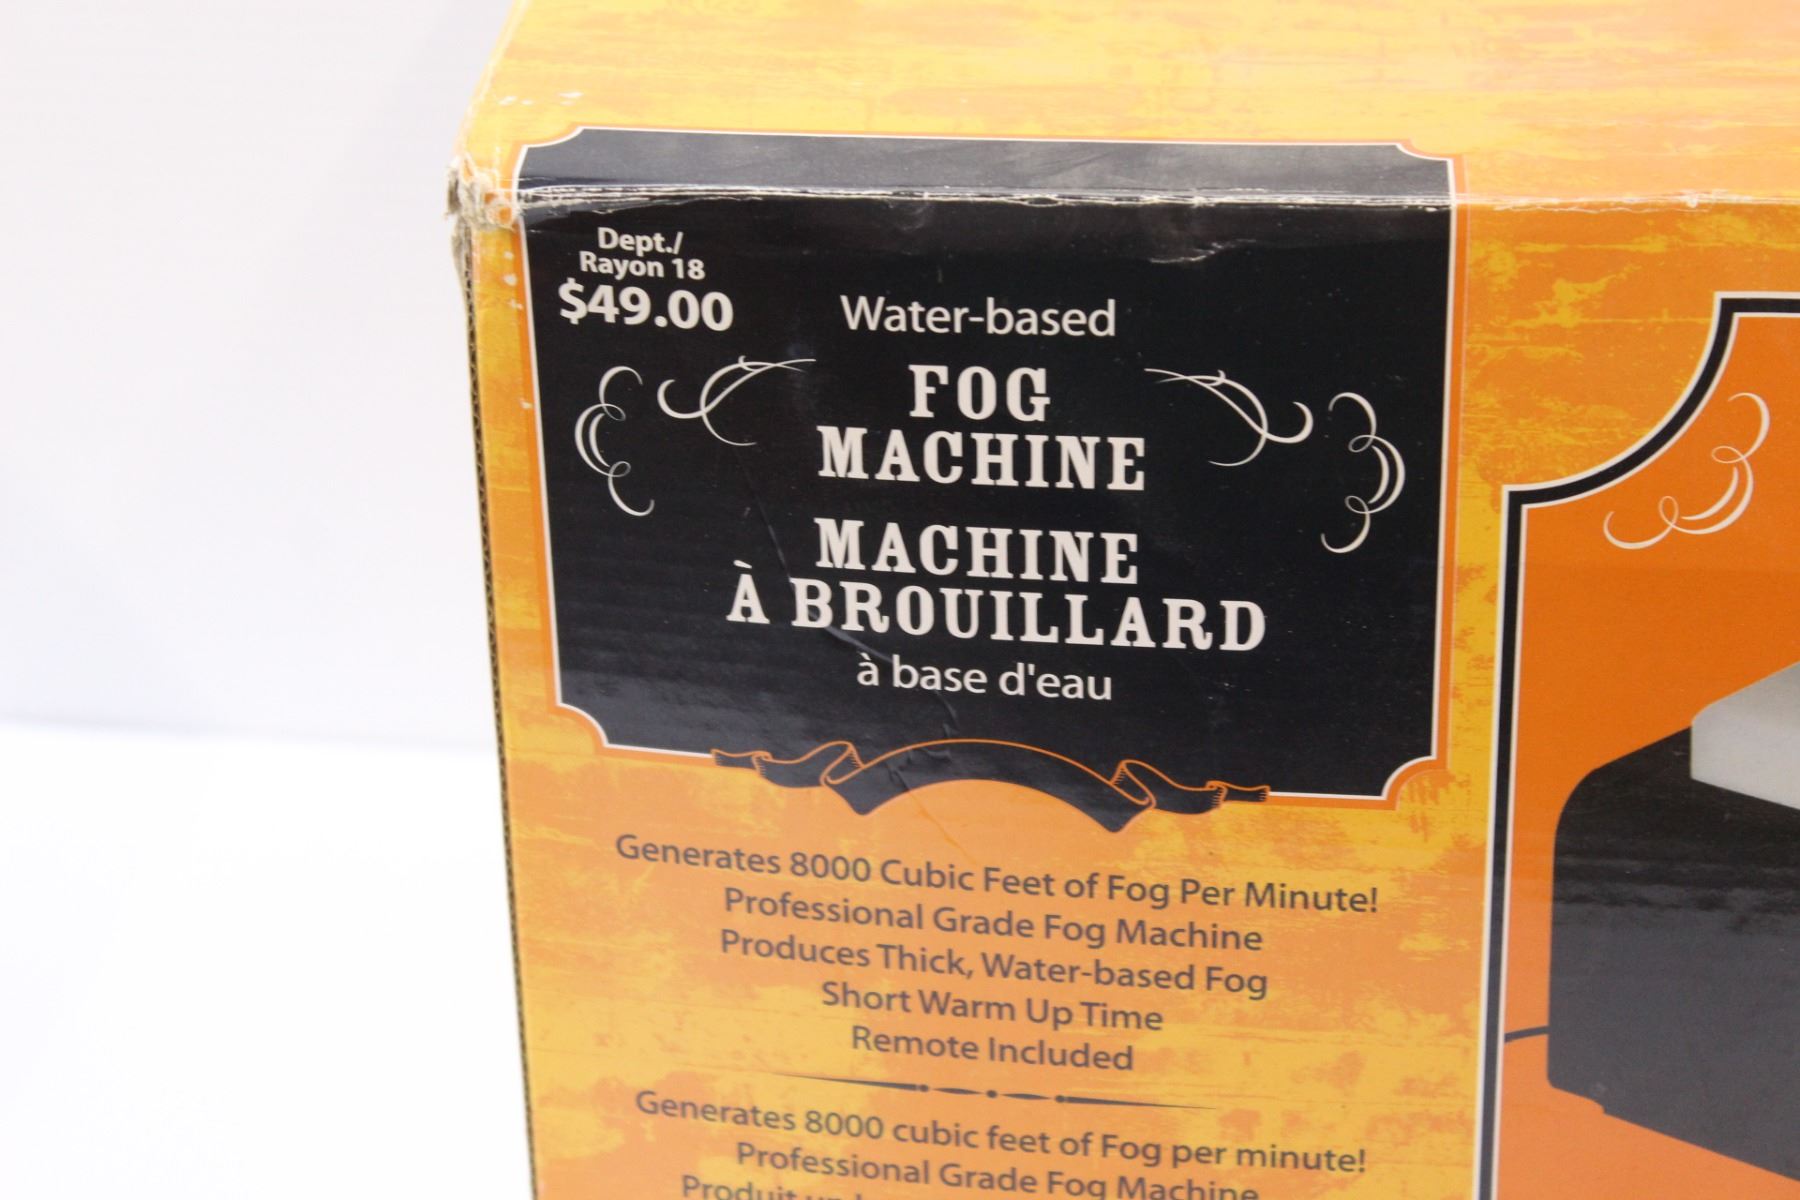 Dept./
Rayon 18
$49.00
Water-based
FOG
MACHINE
MACHINE
À BROUILLARD
à base d'eau
Generates 8000 Cubic Feet of Fog Per Minute!
Professional Grade Fog Machine
Produces Thick, Water-based Fog
Short Warm Up Time
Remote Included
Generates 8000 cubic feet of Fog per minute!
Professional Grade Fog Machine
Produit